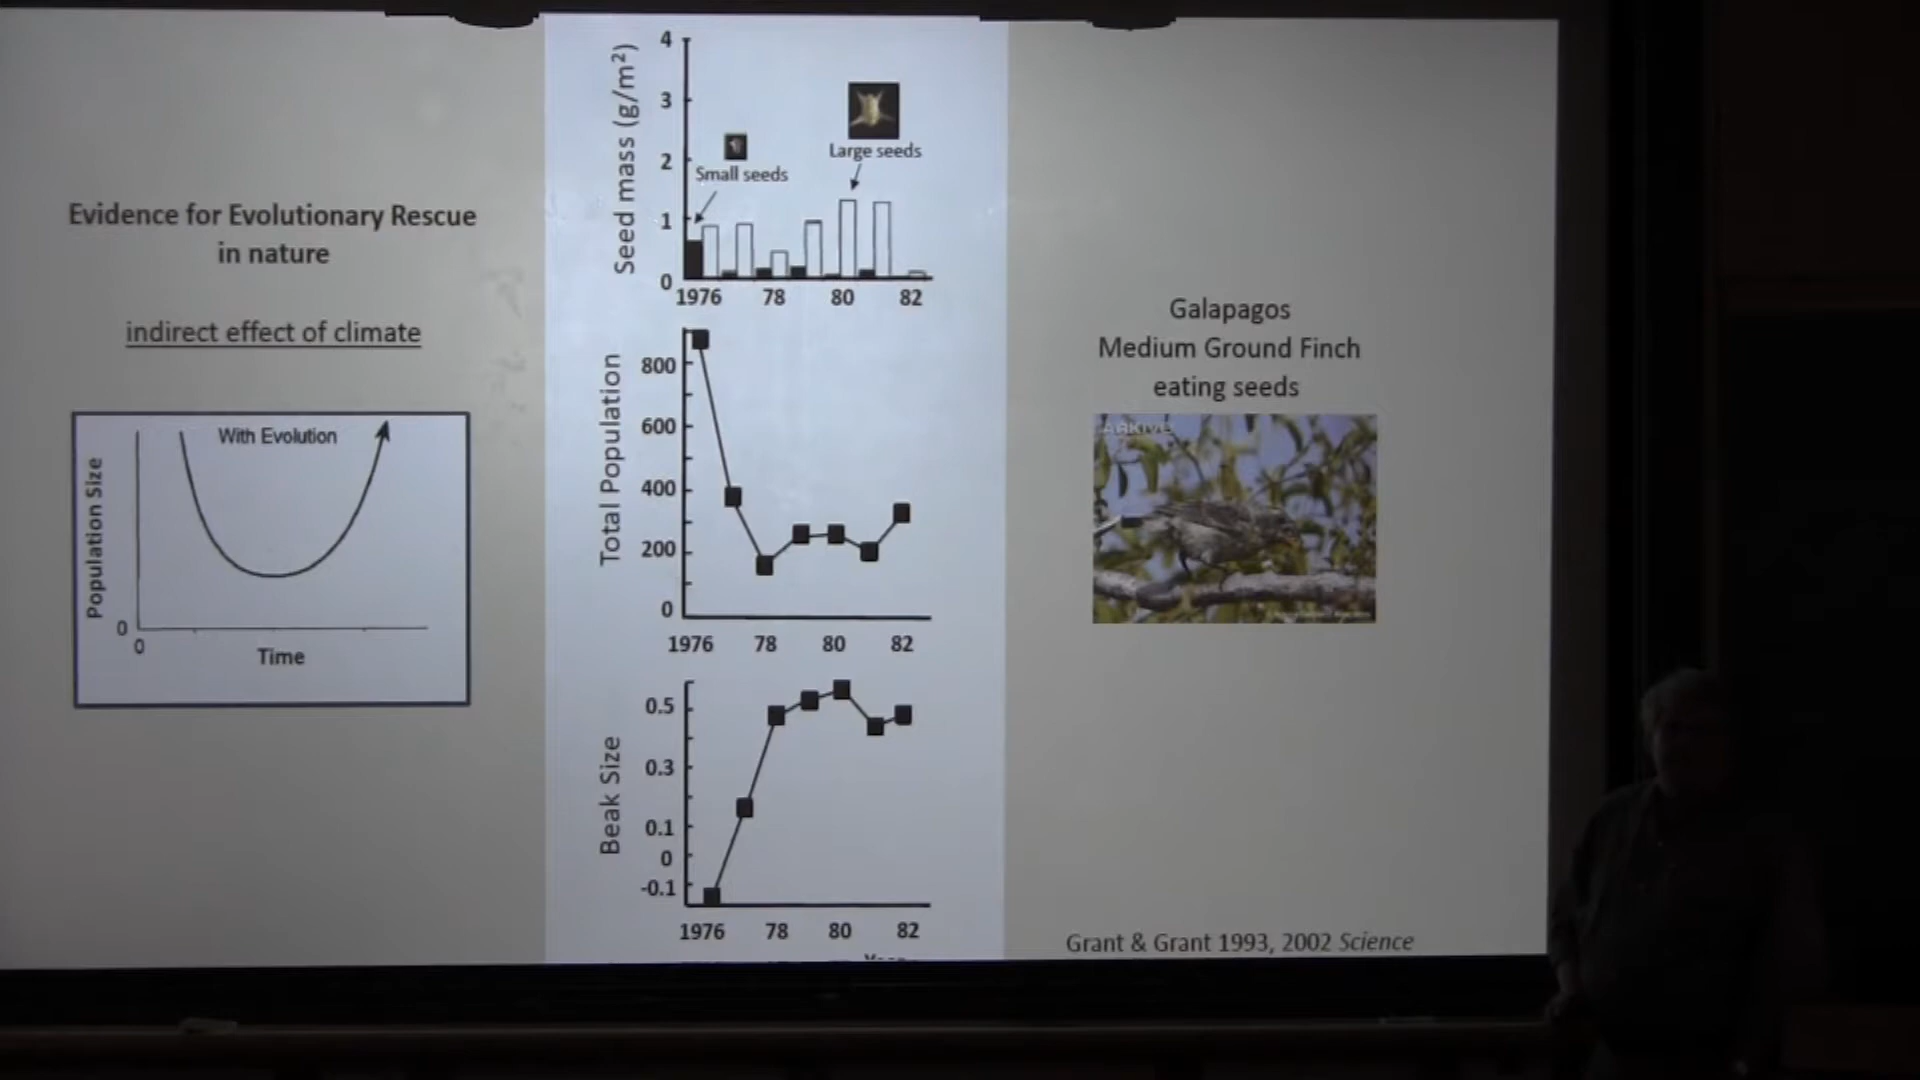 Evidence for Evolutionary Rescue
in nature
indirect effect of climate
With Evolution
Population Size
0
0
Time
Seed mass (g/m²)
4
3
2
1
0
Small seeds
Large seeds
1976 78 80 82
Total Population
800
600
400
200
0
1976 78 80 82
Beak Size
0.5
0.3
0.1
0
-0.1
1976 78 80 82
Galapagos
Medium Ground Finch
eating seeds
ARKIVE
Grant & Grant 1993, 2002 Science